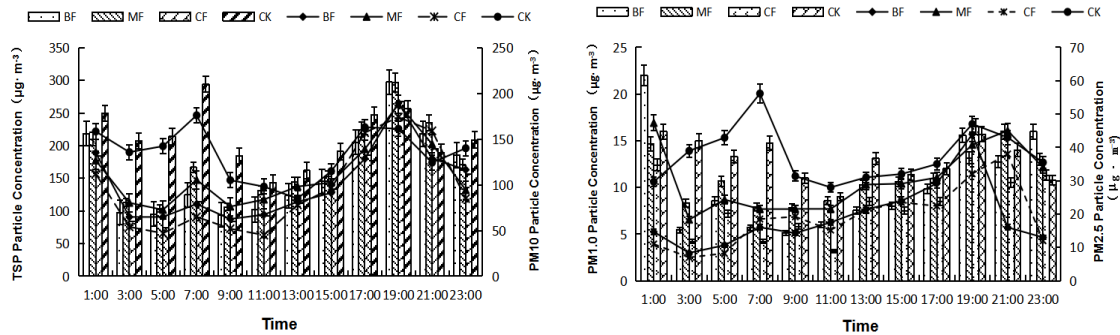 BF MF CF CK BF MF CF CK
TSP Particle Concentration (μg·m⁻³)
350
300
250
200
150
100
50
0
250
200
150
100
50
0
PM10 Particle Concentration (μg·m⁻³)
1:00 3:00 5:00 7:00 9:00 11:00 13:00 15:00 17:00 19:00 21:00 23:00
Time
BF MF CF CK BF MF CF CK
PM1.0 Particle Concentration (μg·m⁻³)
25
20
15
10
5
0
70
60
50
40
30
20
10
0
PM2.5 Particle Concentration
(μg·m⁻³)
1:00 3:00 5:00 7:00 9:00 11:00 13:00 15:00 17:00 19:00 21:00 23:00
Time